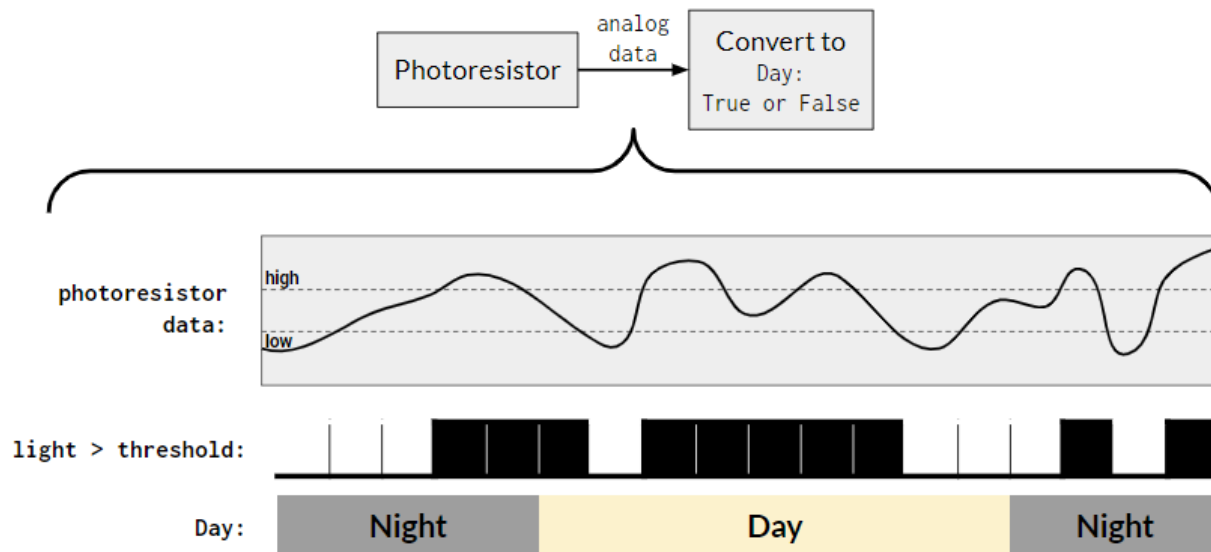 Photoresistor
analog
data
Convert to
Day:
True or False
photoresistor
data:
high
low
light > threshold:
Day:
Night
Day
Night